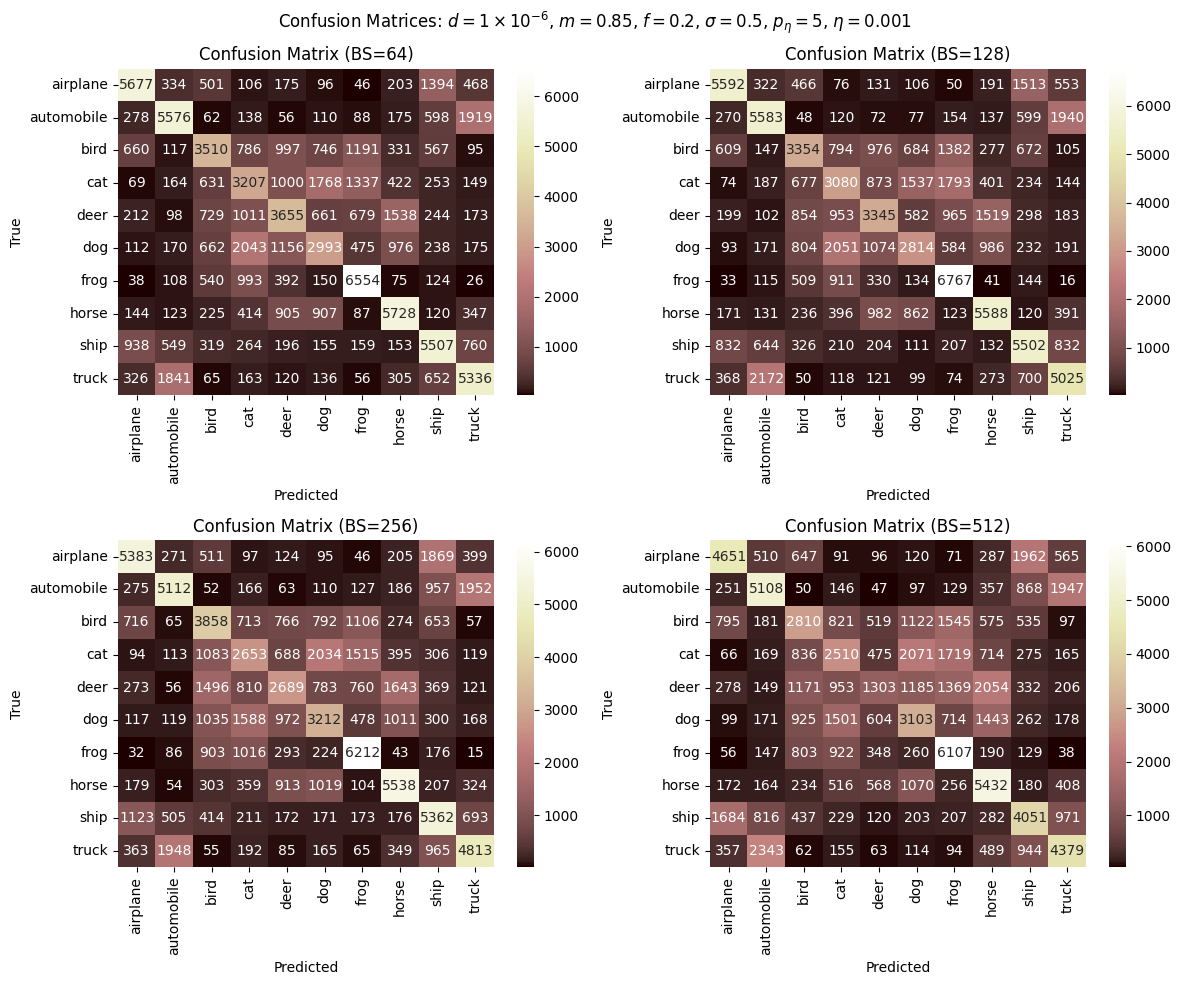 Confusion Matrices: d = 1 × 10⁻⁶, m = 0.85, f = 0.2, σ = 0.5, p_η = 5, η = 0.001
Confusion Matrix (BS=64)
airplane 5677 334 501 106 175 96 46 203 1394 468
automobile 278 5576 62 138 56 110 88 175 598 1919
bird 660 117 3510 786 997 746 1191 331 567 95
cat 69 164 631 3207 1000 1768 1337 422 253 149
deer 212 98 729 1011 3655 661 679 1538 244 173
dog 112 170 662 2043 1156 2993 475 976 238 175
frog 38 108 540 993 392 150 6554 75 124 26
horse 144 123 225 414 905 907 87 5728 120 347
ship 938 549 319 264 196 155 159 153 5507 760
truck 326 1841 65 163 120 136 56 305 652 5336
True
airplane automobile bird cat deer dog frog horse ship truck
Predicted
6000
5000
4000
3000
2000
1000
Confusion Matrix (BS=128)
5592 322 466 76 131 106 50 191 1513 553
270 5583 48 120 72 77 154 137 599 1940
609 147 3354 794 976 684 1382 277 672 105
74 187 677 3080 873 1537 1793 401 234 144
199 102 854 953 3345 582 965 1519 298 183
93 171 804 2051 1074 2814 584 986 232 191
33 115 509 911 330 134 6767 41 144 16
171 131 236 396 982 862 123 5588 120 391
832 644 326 210 204 111 207 132 5502 832
368 2172 50 118 121 99 74 273 700 5025
True
airplane automobile bird cat deer dog frog horse ship truck
Predicted
6000
5000
4000
3000
2000
1000
Confusion Matrix (BS=256)
airplane 5383 271 511 97 124 95 46 205 1869 399
automobile 275 5112 52 166 63 110 127 186 957 1952
bird 716 65 3858 713 766 792 1106 274 653 57
cat 94 113 1083 2653 688 2034 1515 395 306 119
deer 273 56 1496 810 2689 783 760 1643 369 121
dog 117 119 1035 1588 972 3212 478 1011 300 168
frog 32 86 903 1016 293 224 6212 43 176 15
horse 179 54 303 359 913 1019 104 5538 207 324
ship 1123 505 414 211 172 171 173 176 5362 693
truck 363 1948 55 192 85 165 65 349 965 4813
True
airplane automobile bird cat deer dog frog horse ship truck
Predicted
6000
5000
4000
3000
2000
1000
Confusion Matrix (BS=512)
4651 510 647 91 96 120 71 287 1962 565
251 5108 50 146 47 97 129 357 868 1947
795 181 2810 821 519 1122 1545 575 535 97
66 169 836 2510 475 2071 1719 714 275 165
278 149 1171 953 1303 1185 1369 2054 332 206
99 171 925 1501 604 3103 714 1443 262 178
56 147 803 922 348 260 6107 190 129 38
172 164 234 516 568 1070 256 5432 180 408
1684 816 437 229 120 203 207 282 4051 971
357 2343 62 155 63 114 94 489 944 4379
True
airplane automobile bird cat deer dog frog horse ship truck
Predicted
6000
5000
4000
3000
2000
1000